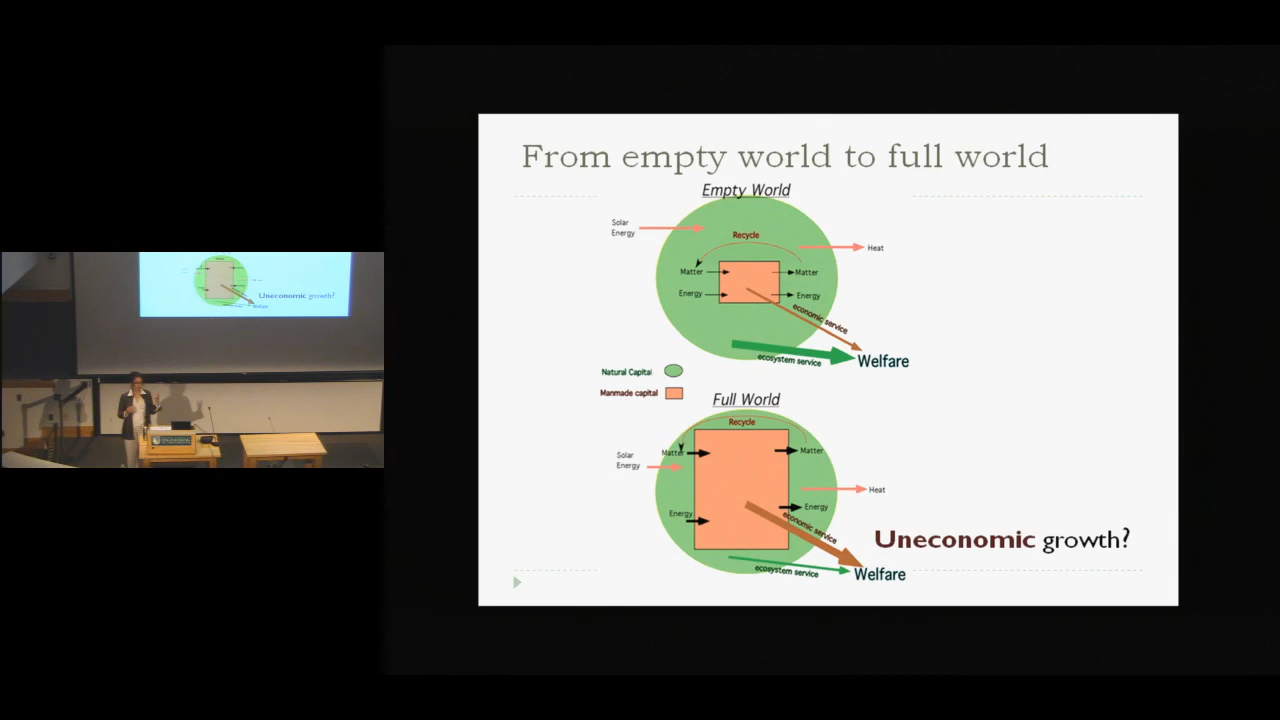 From empty world to full world
Empty World
Solar
Energy
Recycle
Heat
Matter
Matter
Energy
Energy
economic service
ecosystem service
Welfare
Natural Capital
Manmade capital
Full World
Recycle
Matter
Matter
Solar
Energy
Heat
Energy
Energy
economic service
Uneconomic growth?
ecosystem service
Welfare
Uneconomic growth?
Welfare